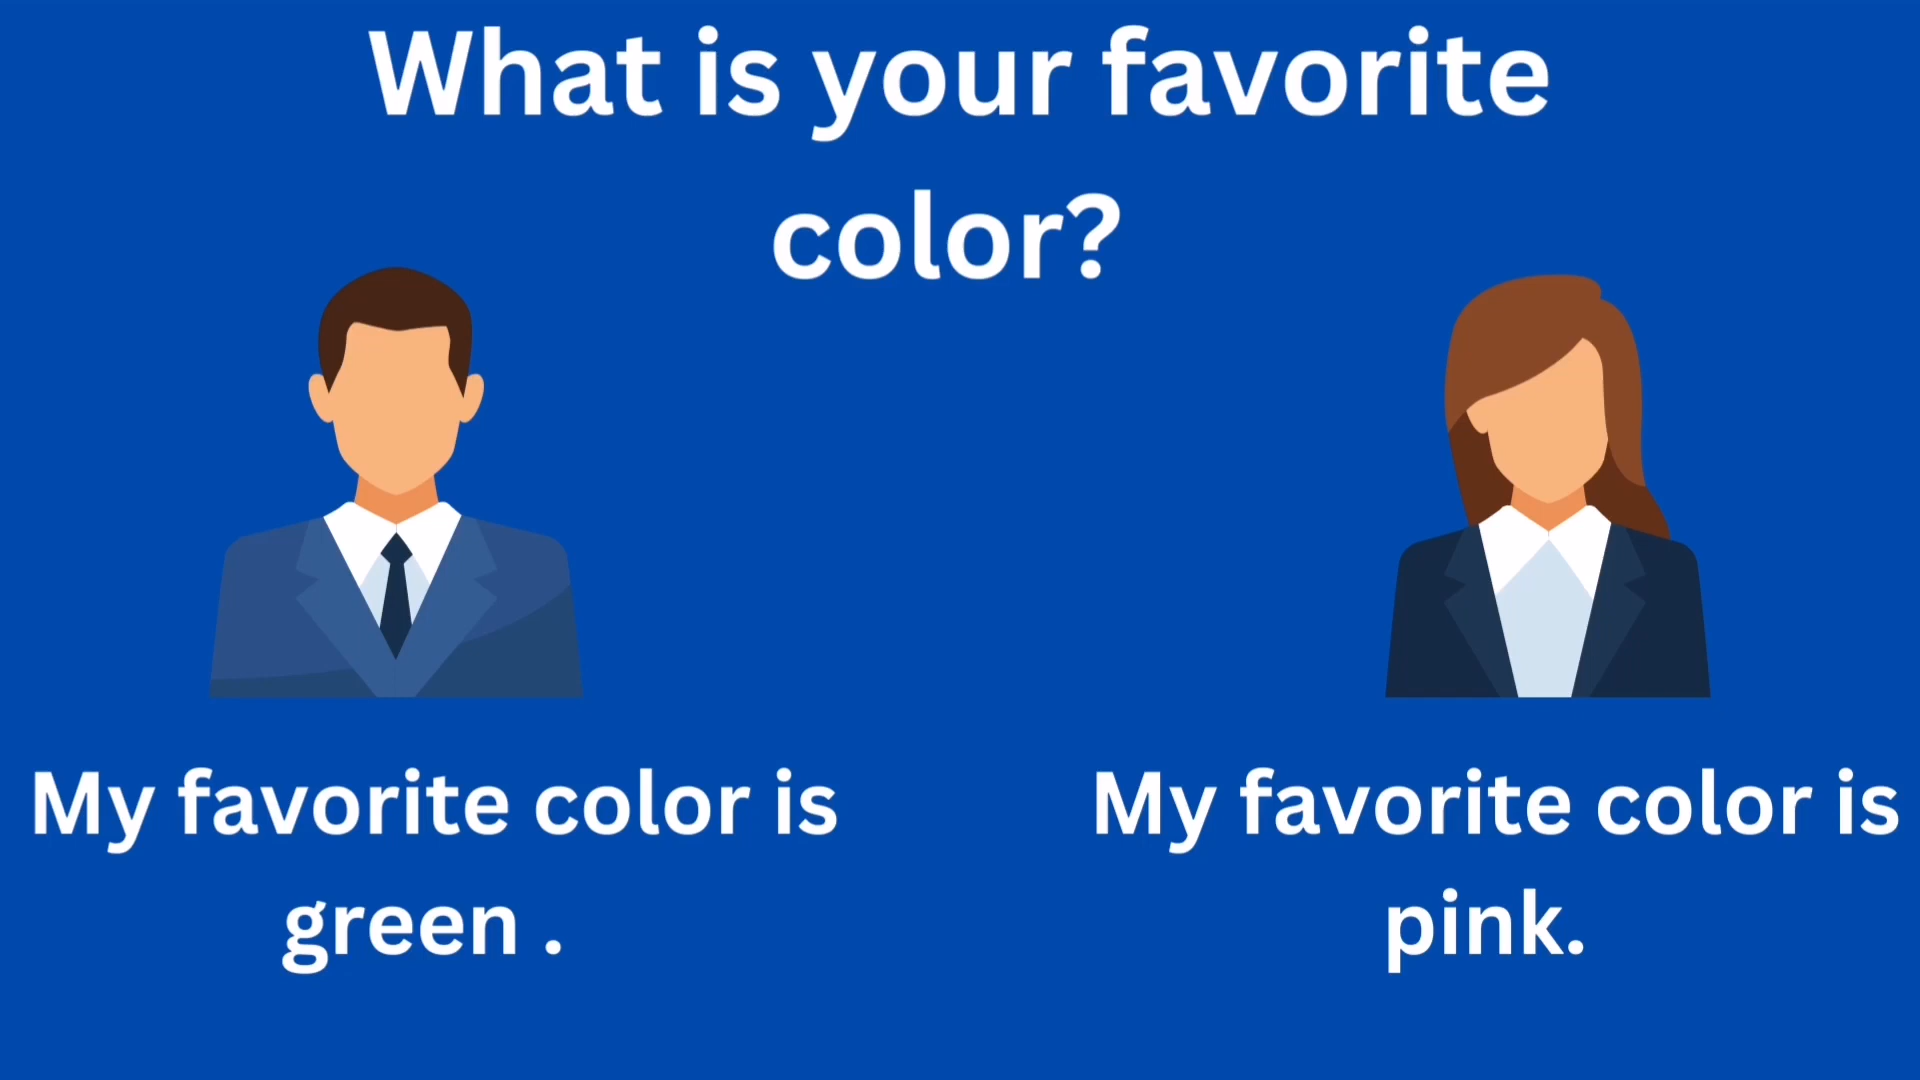 What is your favorite
color?
My favorite color is
green .
My favorite color is
pink.